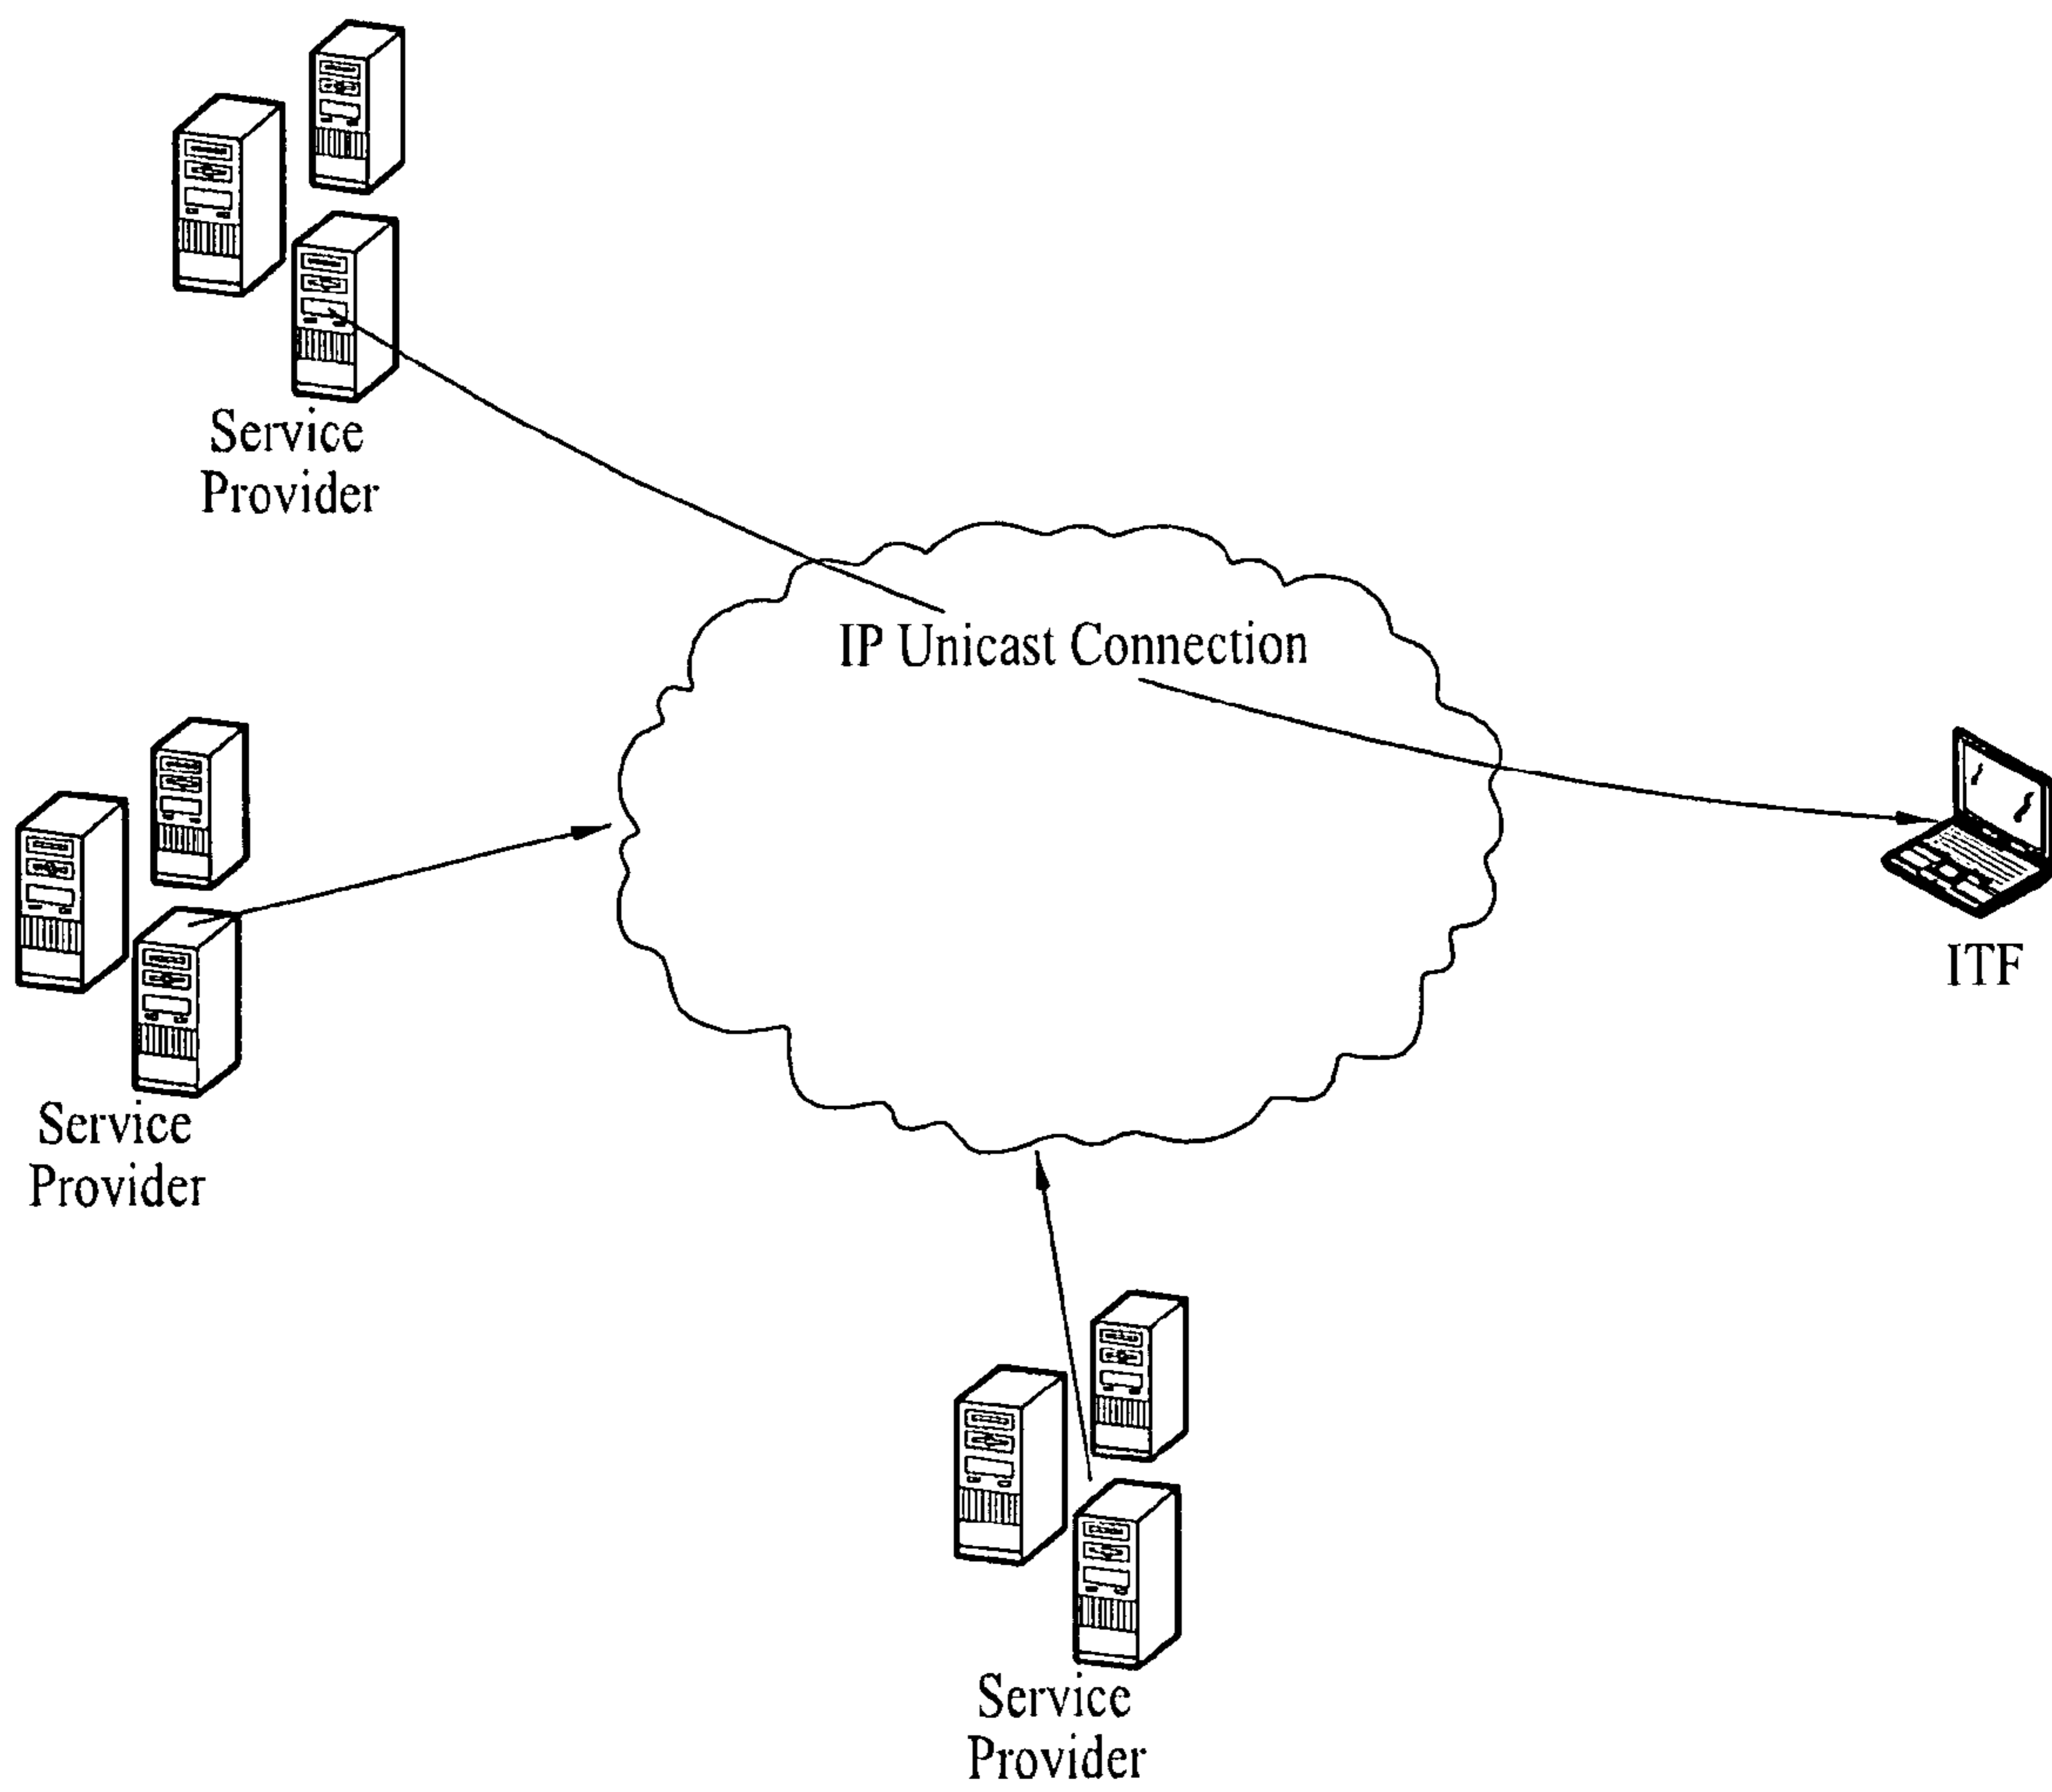 Service
Provider
IP Unicast Connection
Service
Provider
ITF
Service
Provider